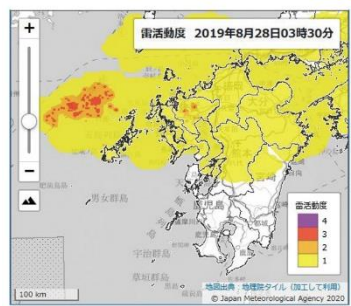 +
雷活動度 2019年8月28日03時30分
−
男女群島
鹿児島
宇治群島
草垣群島
雷活動度
4
3
2
1
100 km
地図出典:地理院タイル(加工して利用)
© Japan Meteorological Agency 2020